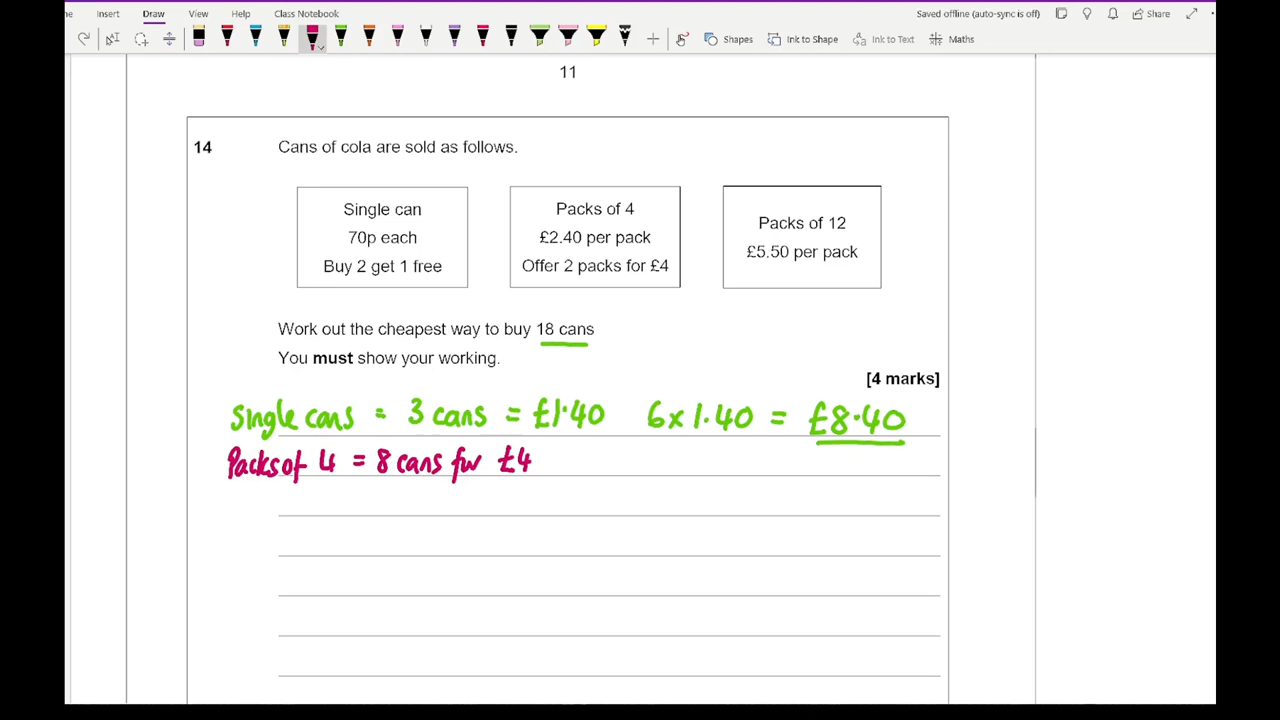 Insert Draw View Help Class Notebook Saved offline (auto-sync is off) Share
Shapes Ink to Shape Ink to Text Maths
11
14 Cans of cola are sold as follows.
Single can
70p each
Buy 2 get 1 free
Packs of 4
£2.40 per pack
Offer 2 packs for £4
Packs of 12
£5.50 per pack
Work out the cheapest way to buy 18 cans
You must show your working.
[4 marks]
Single cans = 3 cans = £1·40 6 x 1.40 = £8·40
Packs of 4 = 8 cans for £4